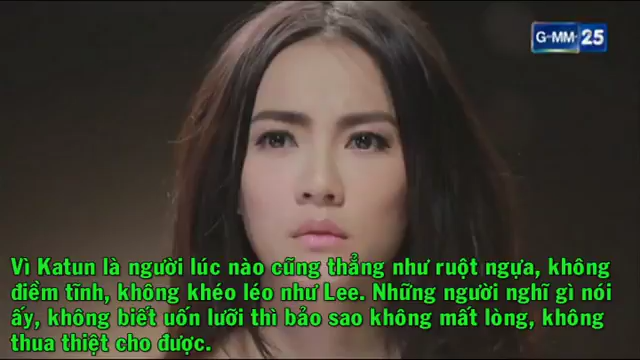 G-MM-25
Vì Katun là người lúc nào cũng thẳng như ruột ngựa, không
điềm tĩnh, không khéo léo như Lee. Những người nghĩ gì nói
ấy, không biết uốn lưỡi thì bảo sao không mất lòng, không
thua thiệt cho được.